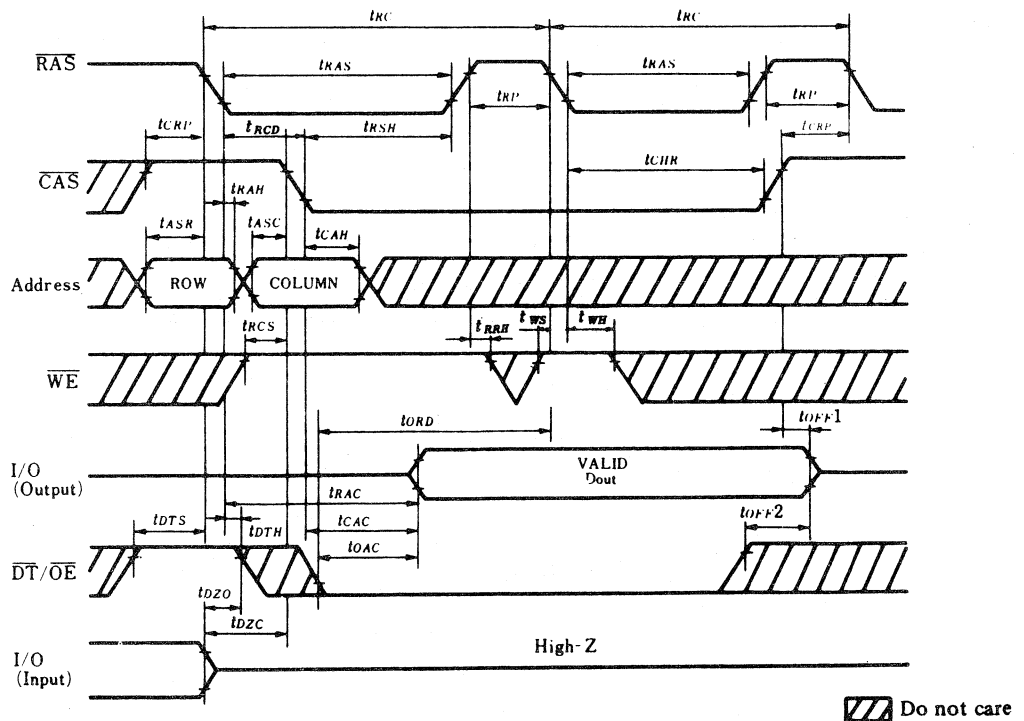 tRC tRC
RAS
tRAS tRAS
tRP tRP
tCRP tRCD tRSH tCRP
CAS
tRAH tCHR
tASR tASC tCAH
Address ROW COLUMN
tRCS tRRH tWS tWH
WE
tORD tOFF1
I/O
(Output)
VALID
Dout
tRAC
tDTS tCAC tOFF2
tDTH tOAC
DT/OE
tDZO
tDZC
I/O
(Input)
High-Z
Do not care